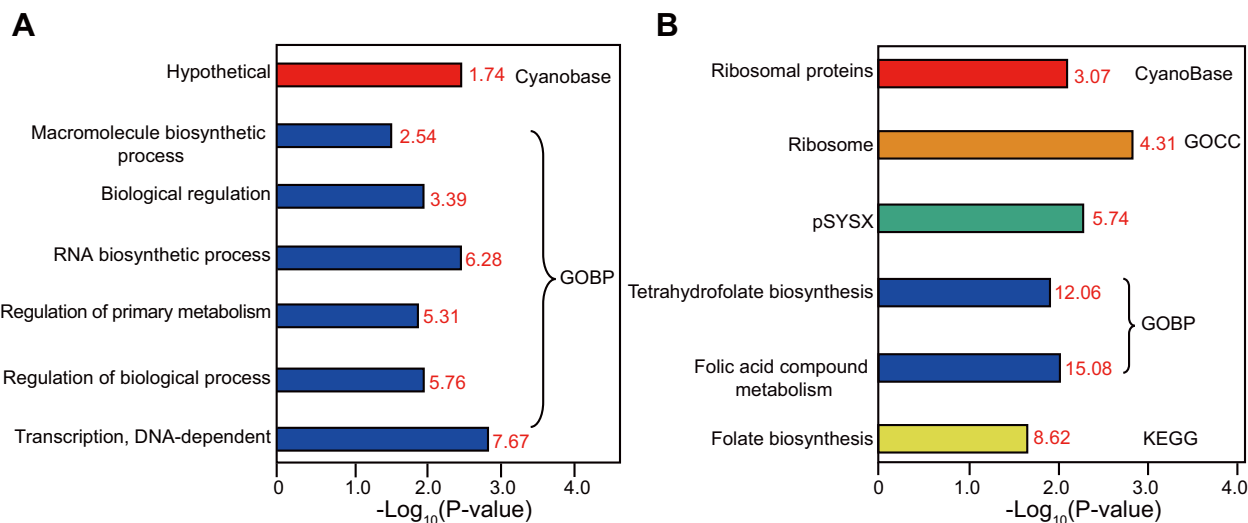 A
Hypothetical
1.74
Cyanobase
Macromolecule biosynthetic
process
2.54
Biological regulation
3.39
RNA biosynthetic process
6.28
GOBP
Regulation of primary metabolism
5.31
Regulation of biological process
5.76
Transcription, DNA-dependent
7.67
0 1.0 2.0 3.0 4.0
-Log10(P-value)
B
Ribosomal proteins
3.07
CyanoBase
Ribosome
4.31
GOCC
pSYSX
5.74
Tetrahydrofolate biosynthesis
12.06
GOBP
Folic acid compound
metabolism
15.08
Folate biosynthesis
8.62
KEGG
0 1.0 2.0 3.0 4.0
-Log10(P-value)